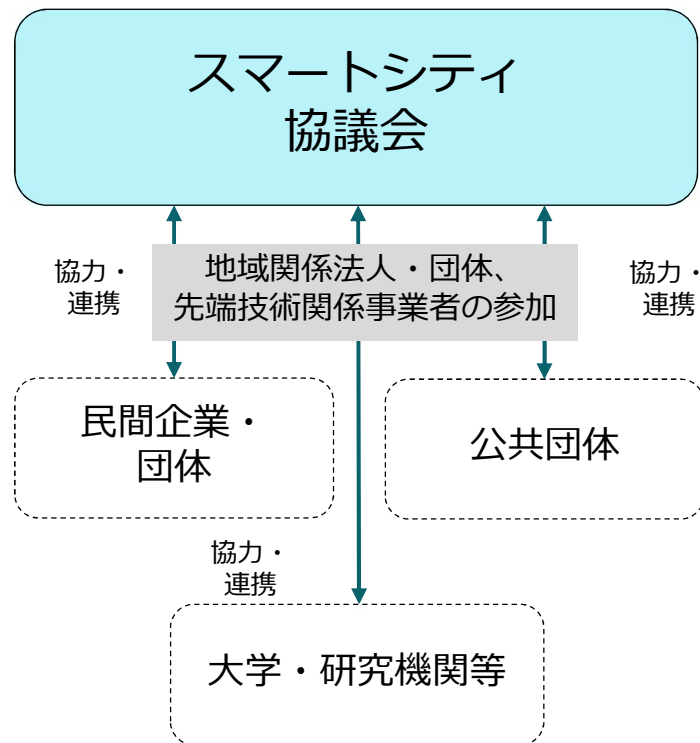 スマートシティ
協議会
協力・
連携
地域関係法人・団体、
先端技術関係事業者の参加
協力・
連携
民間企業・
団体
公共団体
協力・
連携
大学・研究機関等